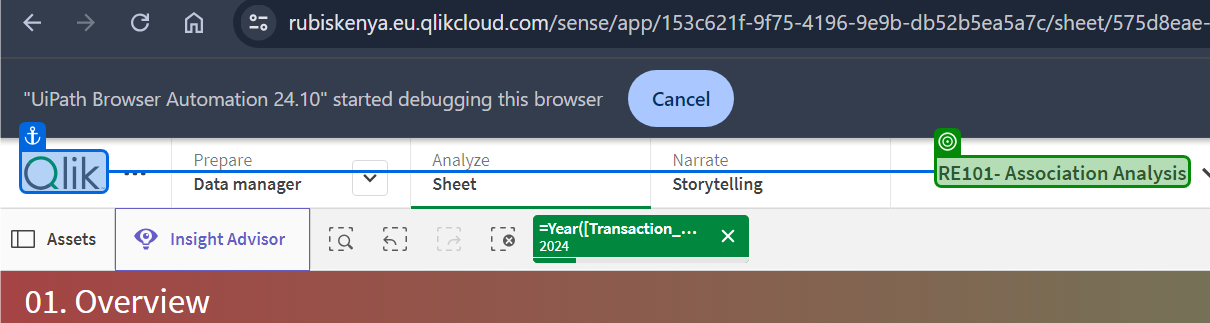 rubiskenya.eu.qlikcloud.com/sense/app/153c621f-9f75-4196-9e9b-db52b5ea5a7c/sheet/575d8eae-
"UiPath Browser Automation 24.10" started debugging this browser
Cancel
Qlik
...
Prepare
Data manager
Analyze
Sheet
Narrate
Storytelling
RE101- Association Analysis
Assets
Insight Advisor
=Year([Transaction_...
2024
01. Overview